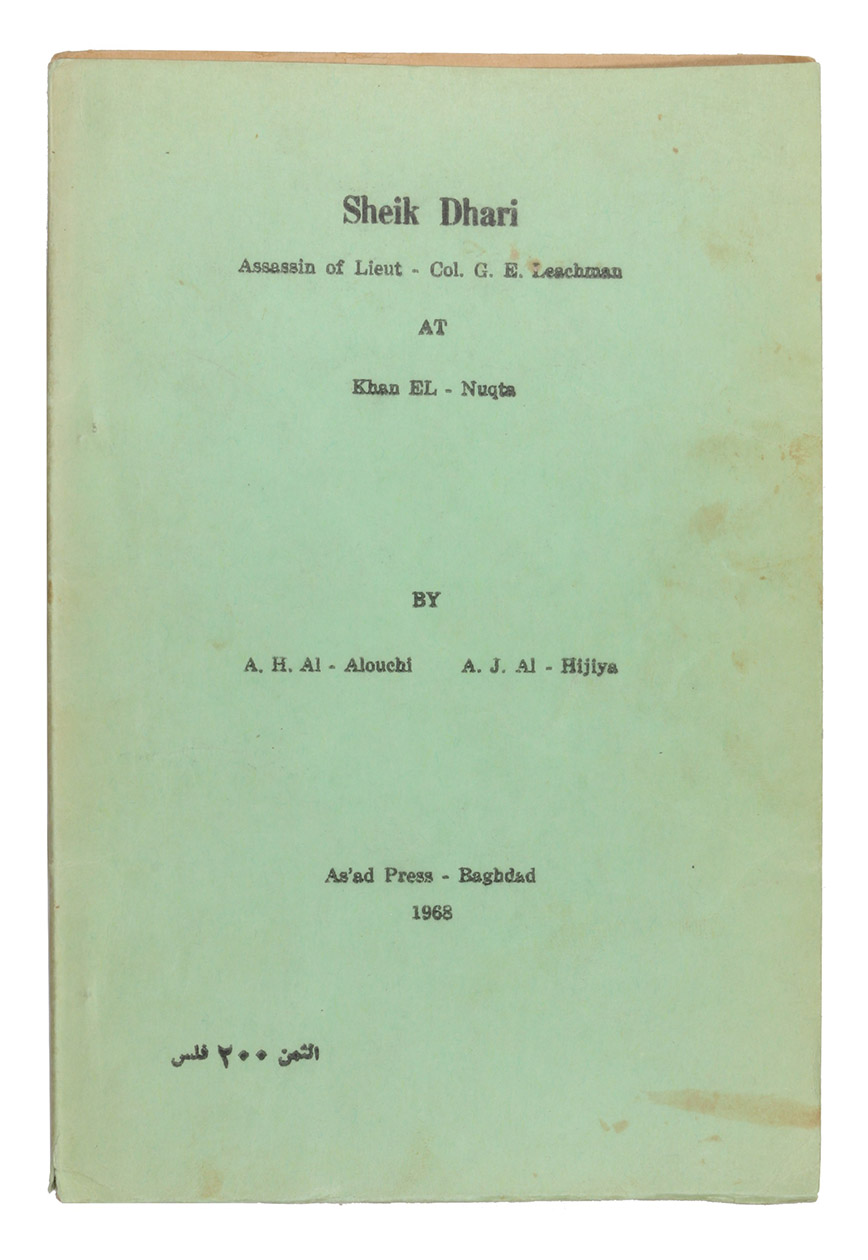 Sheik Dhari
Assassin of Lieut - Col. G. E. Leachman
AT
Khan EL - Nuqta
BY
A. H. Al - Alouchi A. J. Al - Hijiya
As'ad Press - Baghdad
1968
الثمن ٢٠٠ فلس